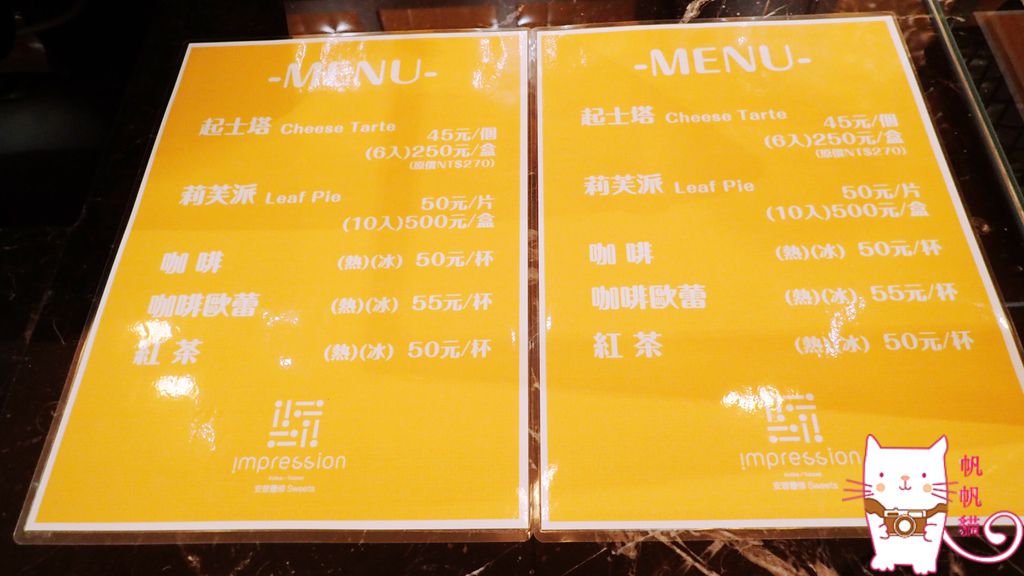 -MENU-
起士塔 Cheese Tarte 45元/個
(6入)250元/盒
(原價NT$270)
莉芙派 Leaf Pie 50元/片
(10入)500元/盒
咖啡 (熱)(冰) 50元/杯
咖啡歐蕾 (熱)(冰) 55元/杯
紅茶 (熱)(冰) 50元/杯
impression
Sweets
-MENU-
起士塔 Cheese Tarte 45元/個
(6入)250元/盒
(原價NT$270)
莉芙派 Leaf Pie 50元/片
(10入)500元/盒
咖啡 (熱)(冰) 50元/杯
咖啡歐蕾 (熱)(冰) 55元/杯
紅茶 (熱)(冰) 50元/杯
impression
Sweets
帆帆貓